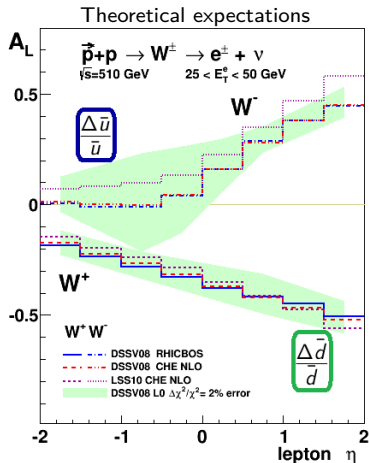 Theoretical expectations
A_L
p⃗+p → W± → e± + ν
√s=510 GeV 25 < E_T^e < 50 GeV
0.5
W-
Δū
ū
0
W+
-0.5
W+ W-
DSSV08 RHICBOS
DSSV08 CHE NLO
LSS10 CHE NLO
DSSV08 L0 Δχ²/χ²= 2% error
Δd̄
d̄
-2 -1 0 1 2
lepton η